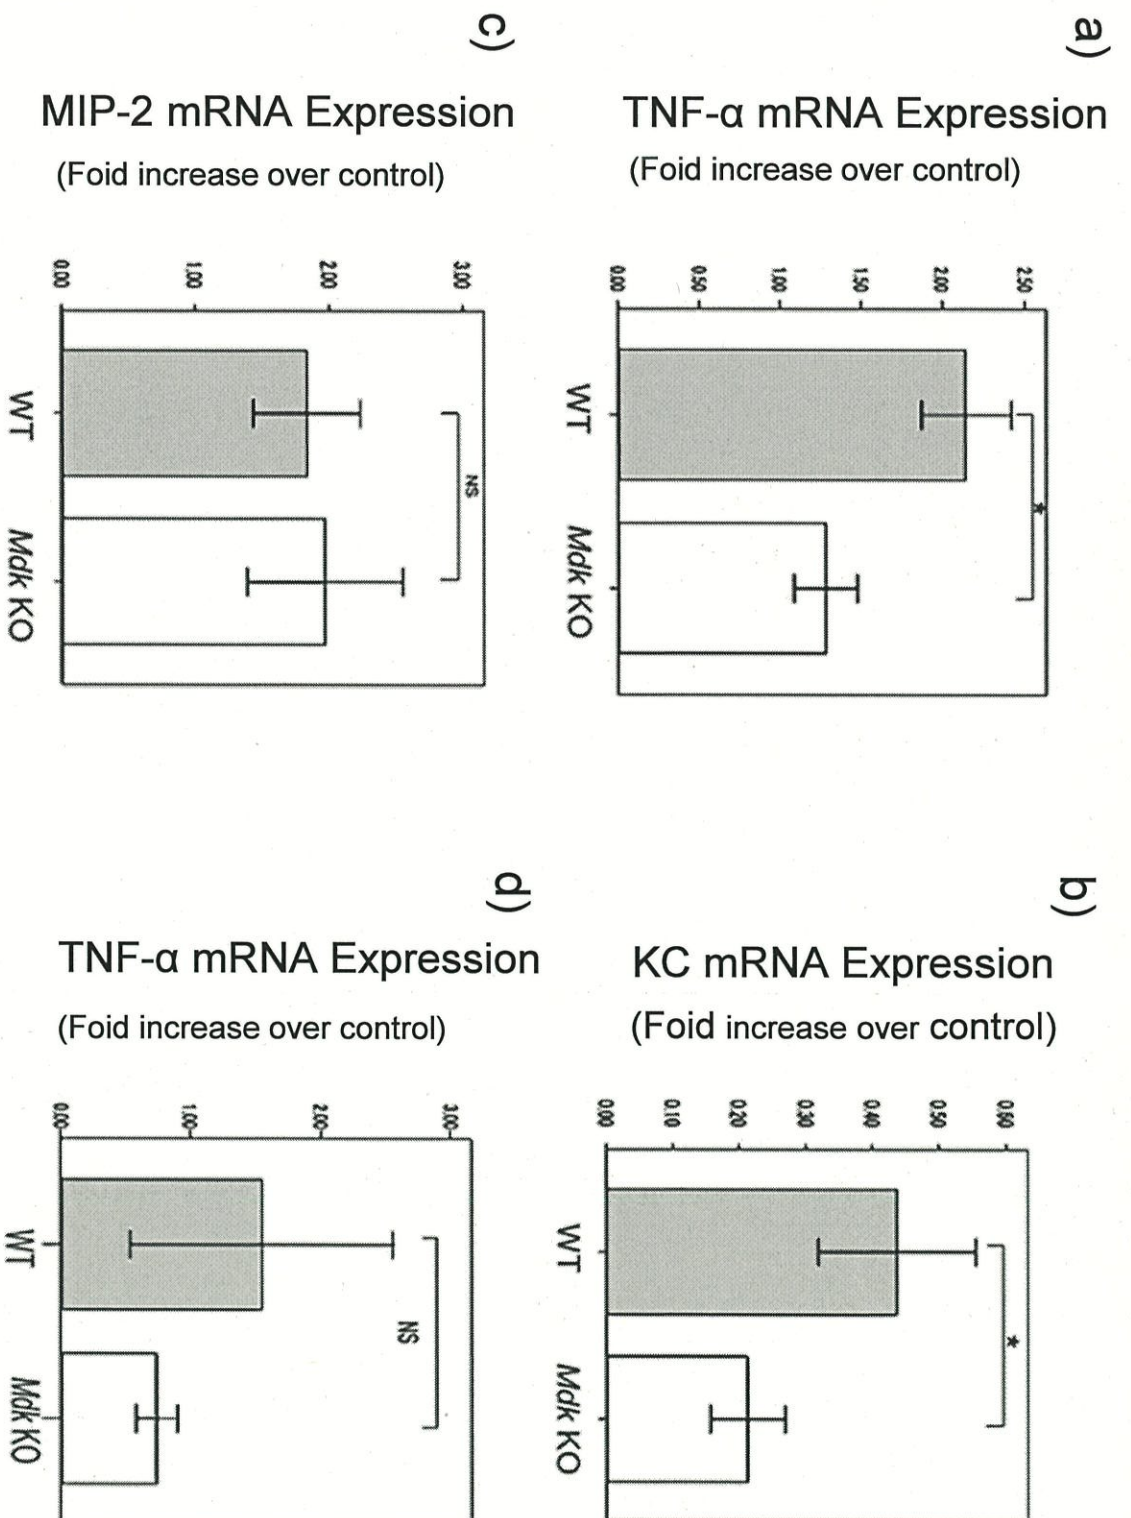 a)
TNF-α mRNA Expression
(Foid increase over control)
2.50
2.00
1.50
1.00
0.50
0.00
*
WT
Mdk KO
b)
KC mRNA Expression
(Foid increase over control)
0.60
0.50
0.40
0.30
0.20
0.10
0.00
*
WT
Mdk KO
c)
MIP-2 mRNA Expression
(Foid increase over control)
3.00
2.00
1.00
0.00
NS
WT
Mdk KO
d)
TNF-α mRNA Expression
(Foid increase over control)
3.00
2.00
1.00
0.00
NS
WT
Mdk KO